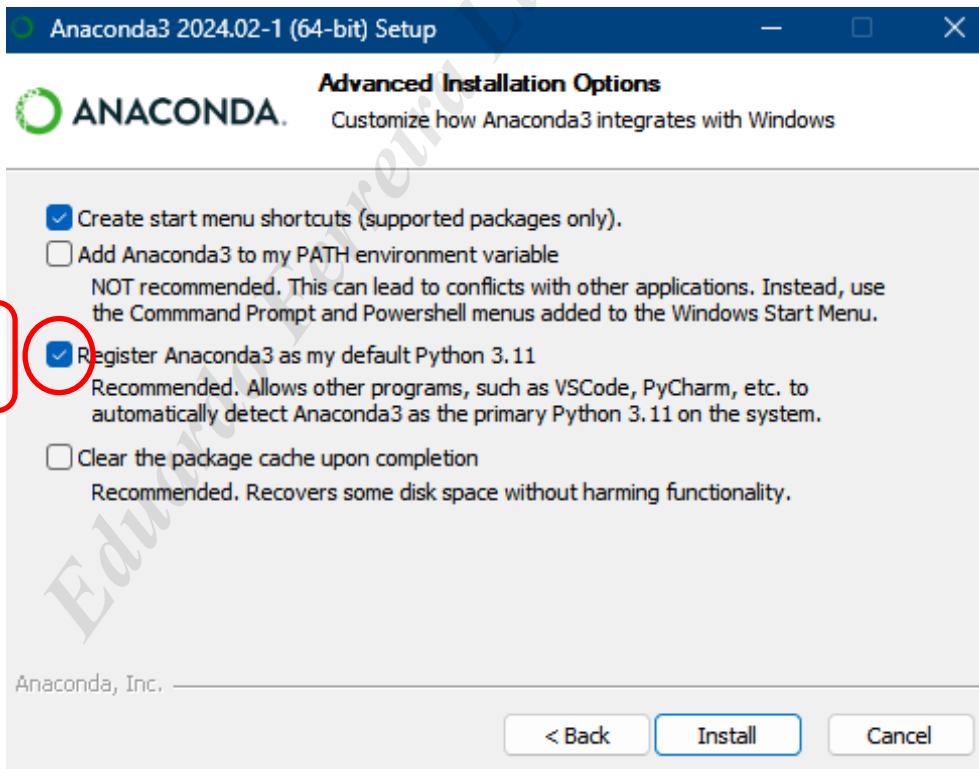 Anaconda3 2024.02-1 (64-bit) Setup
ANACONDA.
Advanced Installation Options
Customize how Anaconda3 integrates with Windows
Create start menu shortcuts (supported packages only).
Add Anaconda3 to my PATH environment variable
NOT recommended. This can lead to conflicts with other applications. Instead, use
the Commmand Prompt and Powershell menus added to the Windows Start Menu.
Register Anaconda3 as my default Python 3.11
Recommended. Allows other programs, such as VSCode, PyCharm, etc. to
automatically detect Anaconda3 as the primary Python 3.11 on the system.
Clear the package cache upon completion
Recommended. Recovers some disk space without harming functionality.
Eduardo Ferreira
Anaconda, Inc.
< Back
Install
Cancel